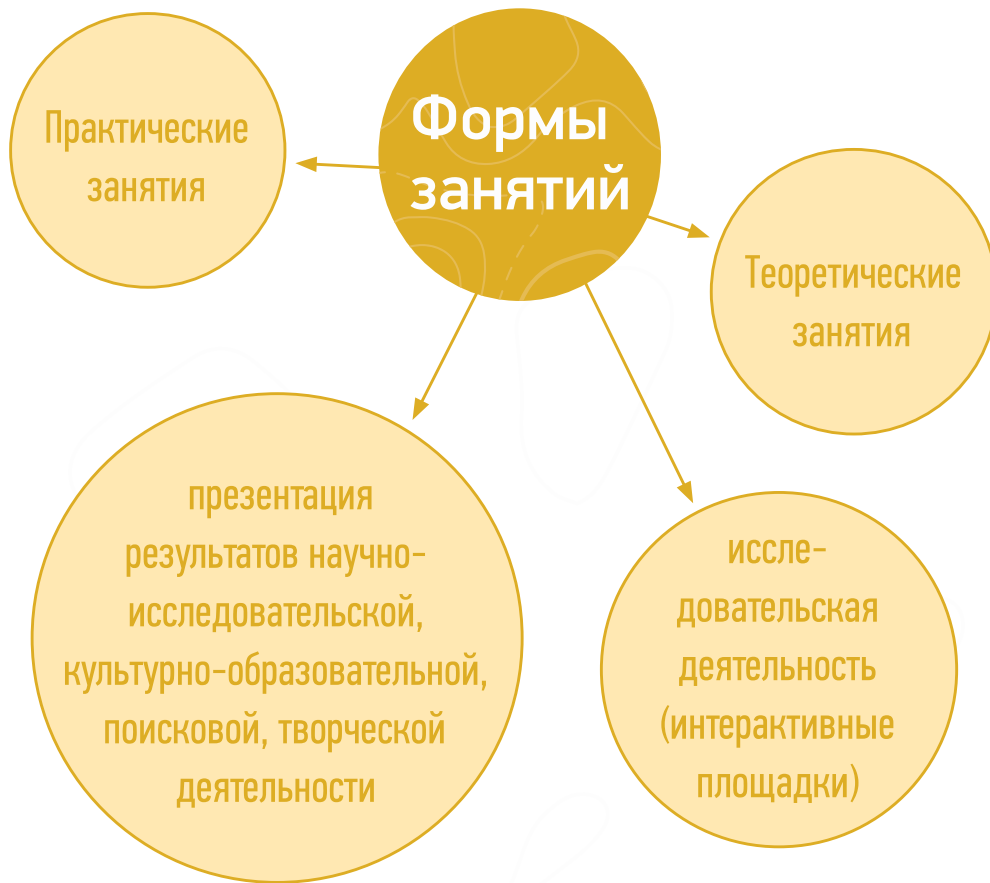 Формы
занятий
Практические
занятия
Теоретические
занятия
презентация
результатов научно-
исследовательской,
культурно-образовательной,
поисковой, творческой
деятельности
иссле-
довательская
деятельность
(интерактивные
площадки)